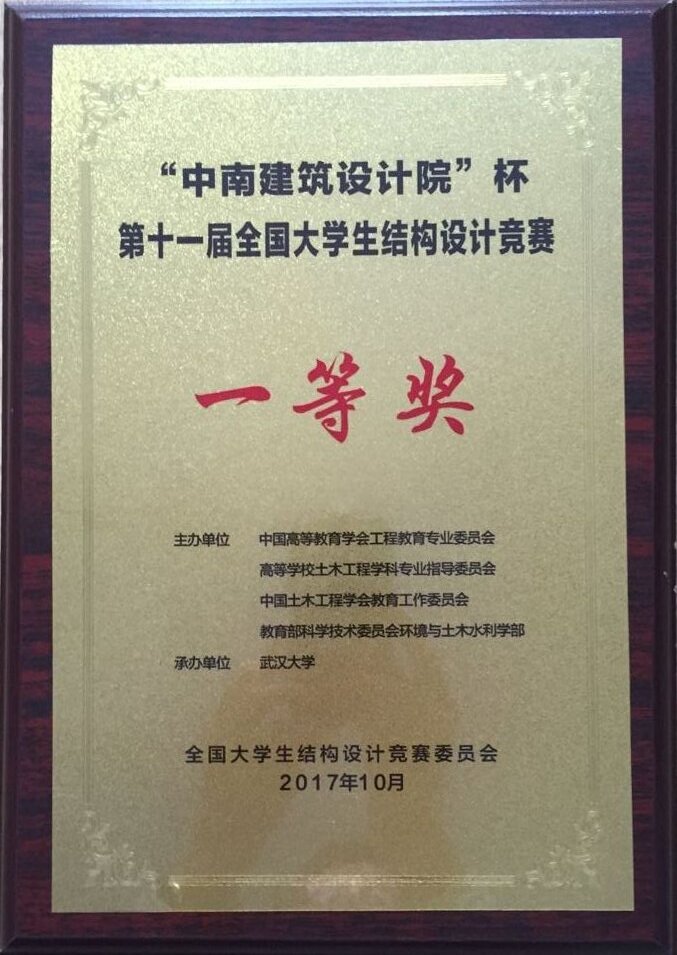 “中南建筑设计院”杯
第十一届全国大学生结构设计竞赛
一等奖
主办单位 中国高等教育学会工程教育专业委员会
高等学校土木工程学科专业指导委员会
中国土木工程学会教育工作委员会
教育部科学技术委员会环境与土木水利学部
承办单位 武汉大学
全国大学生结构设计竞赛委员会
2017年10月